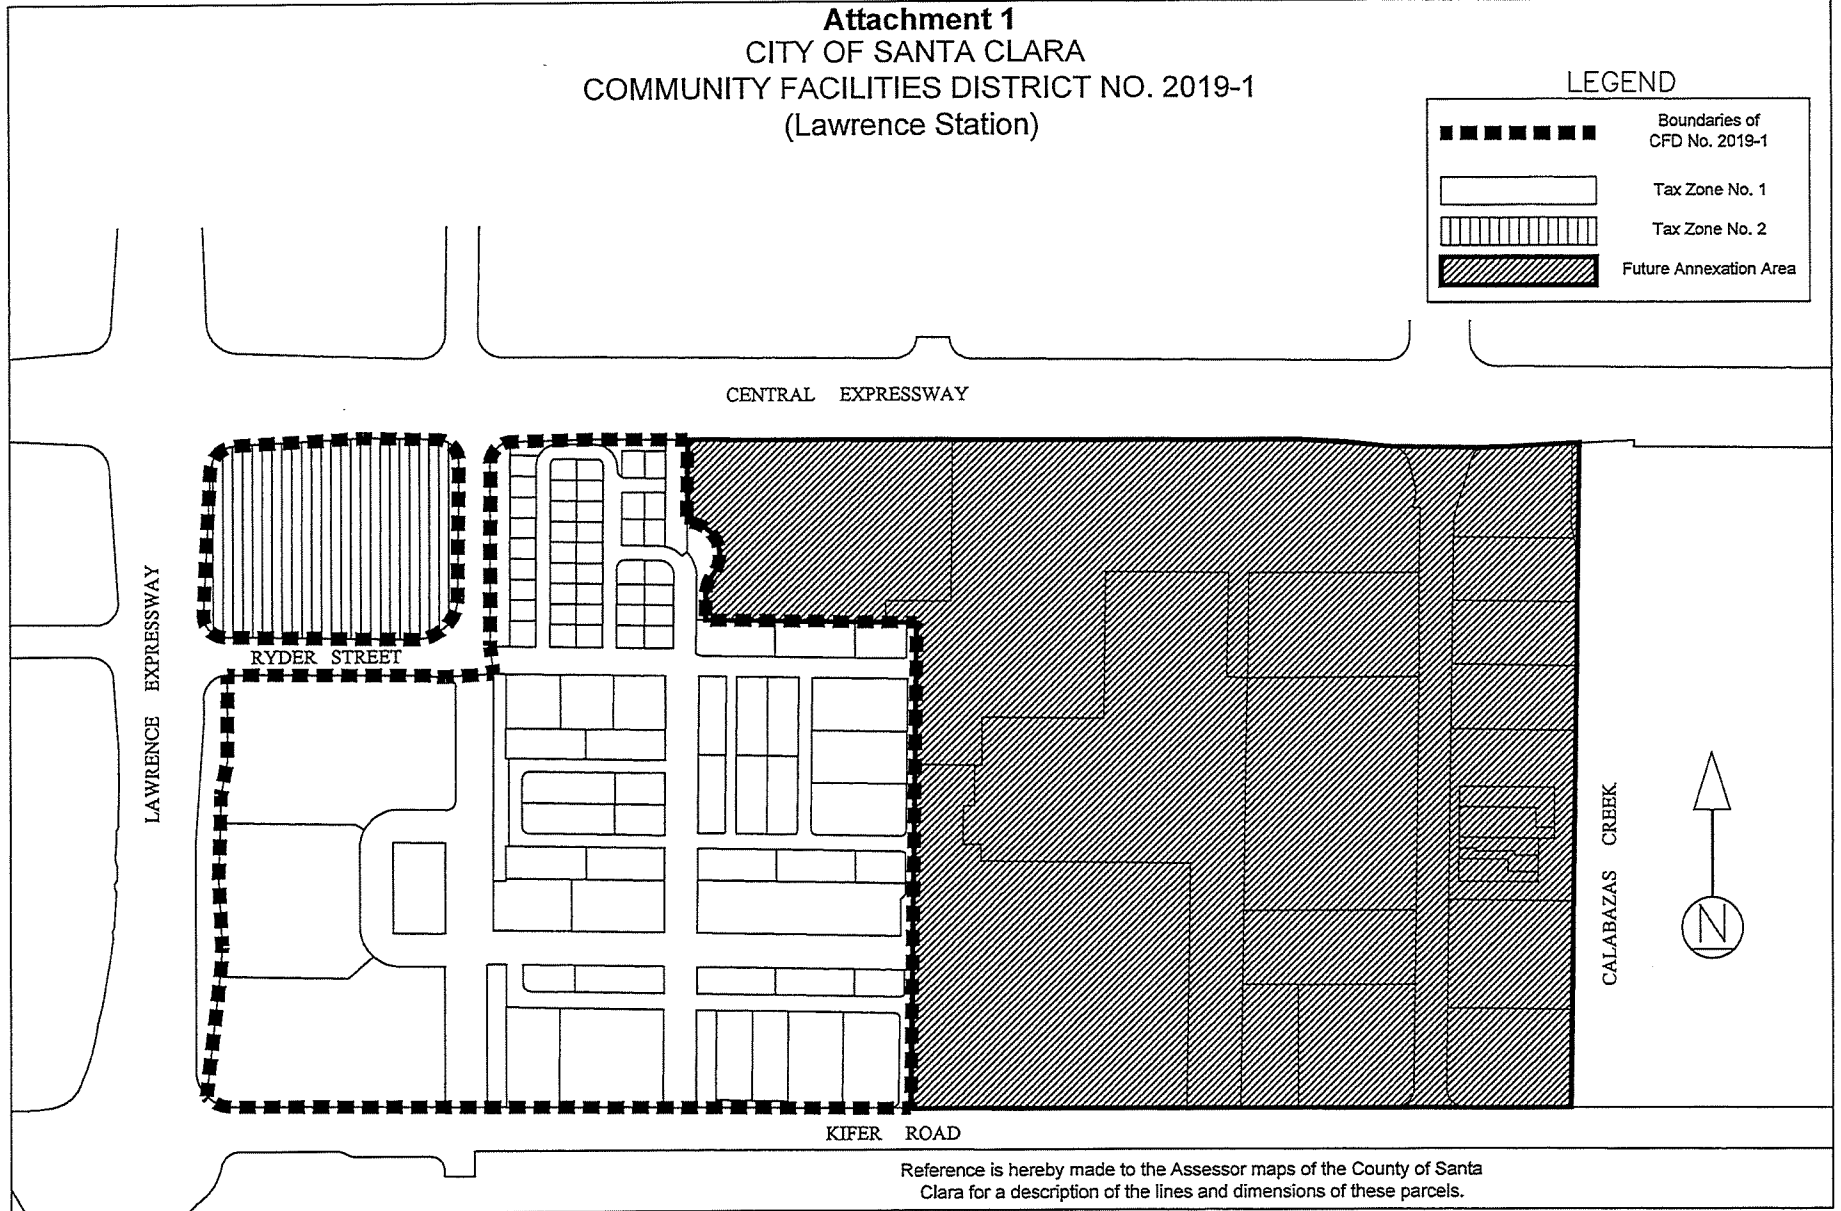 Attachment 1
CITY OF SANTA CLARA
COMMUNITY FACILITIES DISTRICT NO. 2019-1
(Lawrence Station)
LEGEND
Boundaries of
CFD No. 2019-1
Tax Zone No. 1
Tax Zone No. 2
Future Annexation Area
CENTRAL EXPRESSWAY
LAWRENCE EXPRESSWAY
RYDER STREET
CALABAZAS CREEK
N
KIFER ROAD
Reference is hereby made to the Assessor maps of the County of Santa
Clara for a description of the lines and dimensions of these parcels.